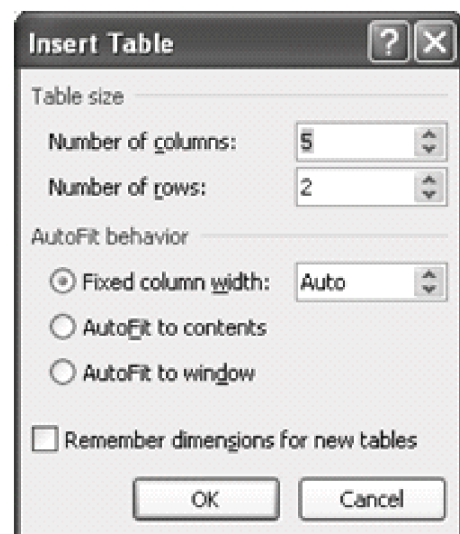 Insert Table ?
Table size
Number of columns: 5
Number of rows: 2
AutoFit behavior
Fixed column width: Auto
AutoFit to contents
AutoFit to window
Remember dimensions for new tables
OK Cancel